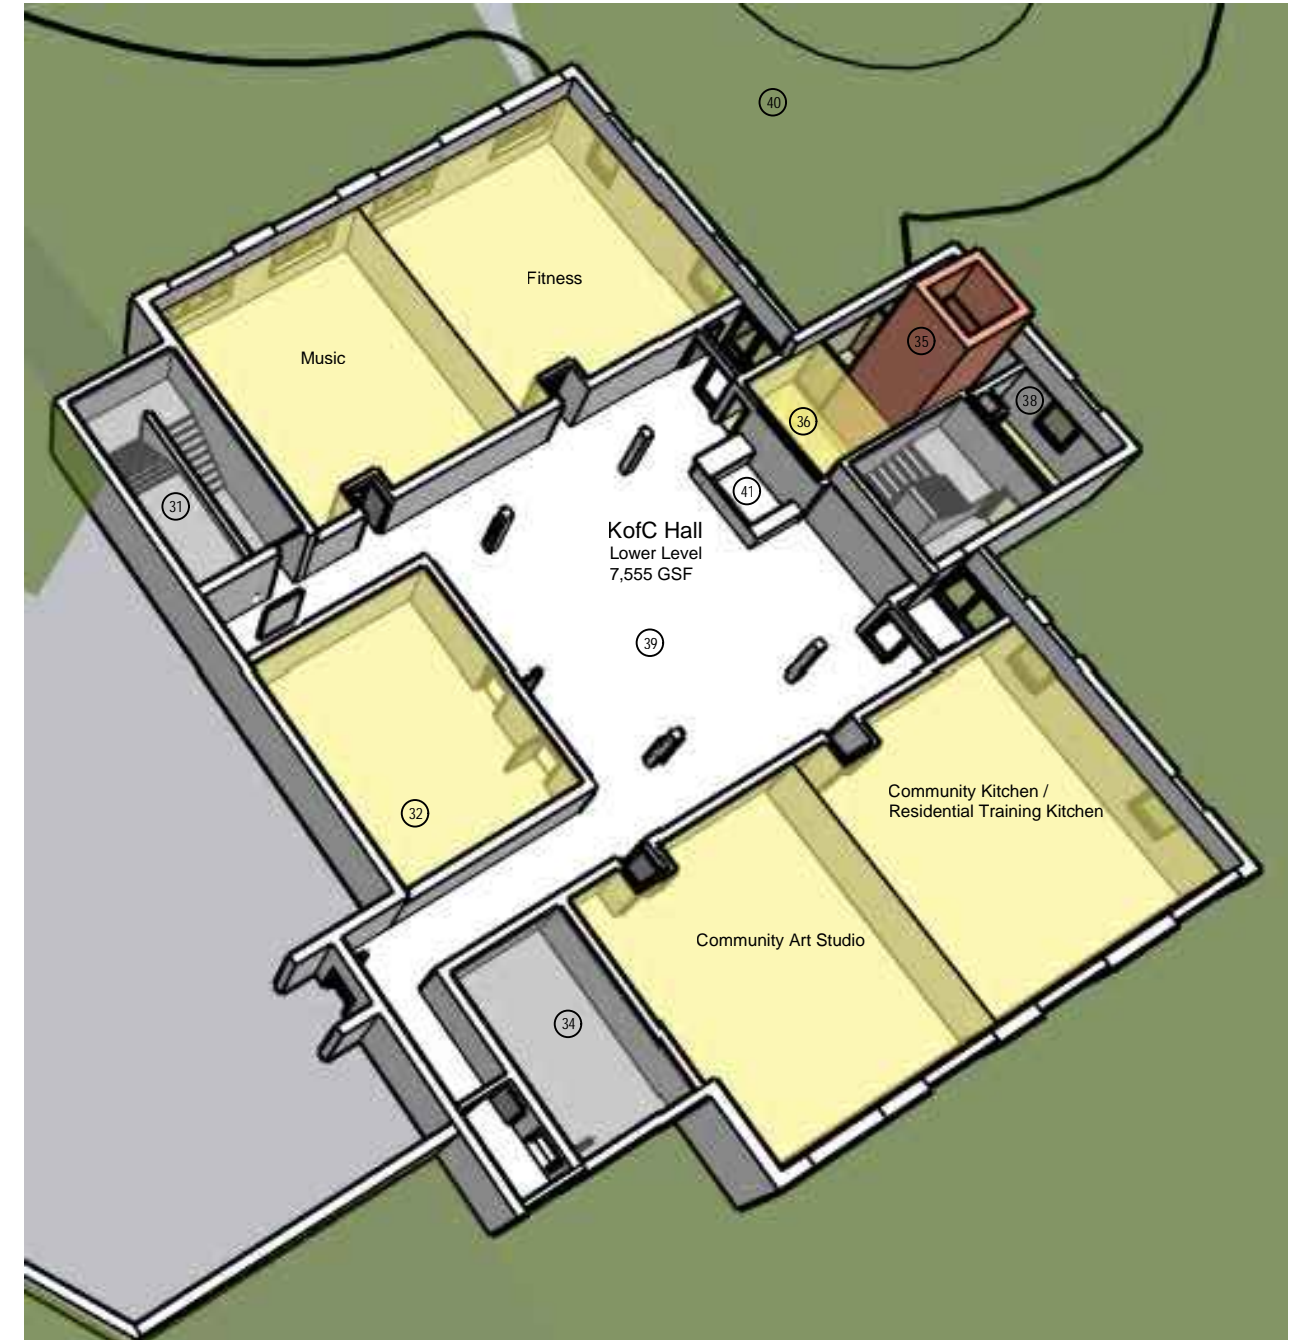 40
Fitness
35
Music
38
36
41
31
KofC Hall
Lower Level
7,555 GSF
39
32
Community Kitchen /
Residential Training Kitchen
Community Art Studio
34